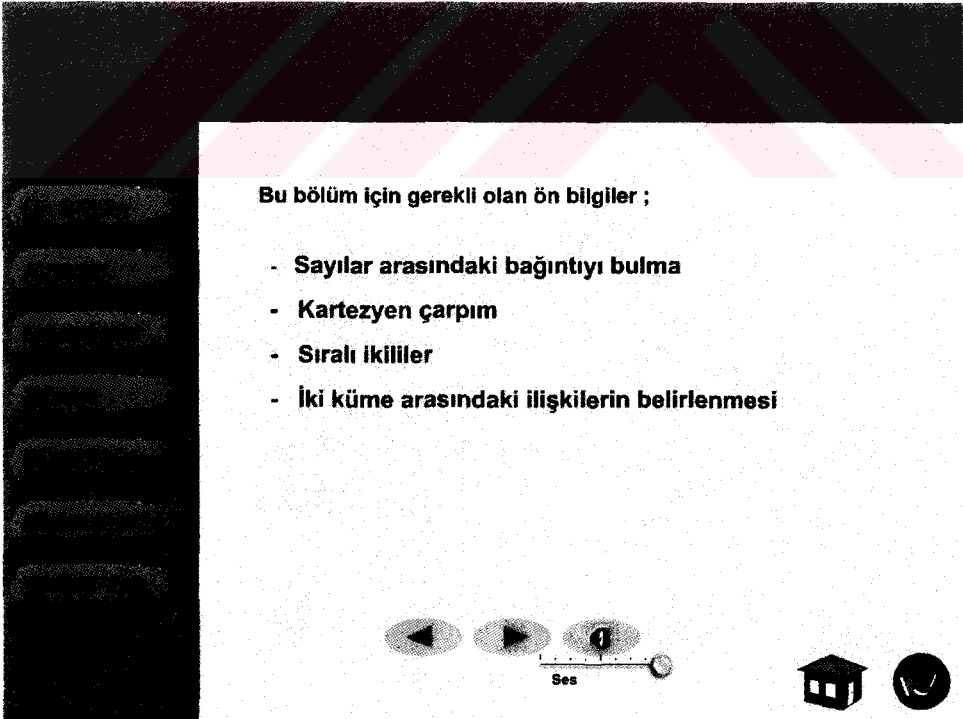 Bu bölüm için gerekli olan ön bilgiler ;
- Sayılar arasındaki bağıntıyı bulma
- Kartezyen çarpım
- Sıralı ikililer
- İki küme arasındaki ilişkilerin belirlenmesi
Ses